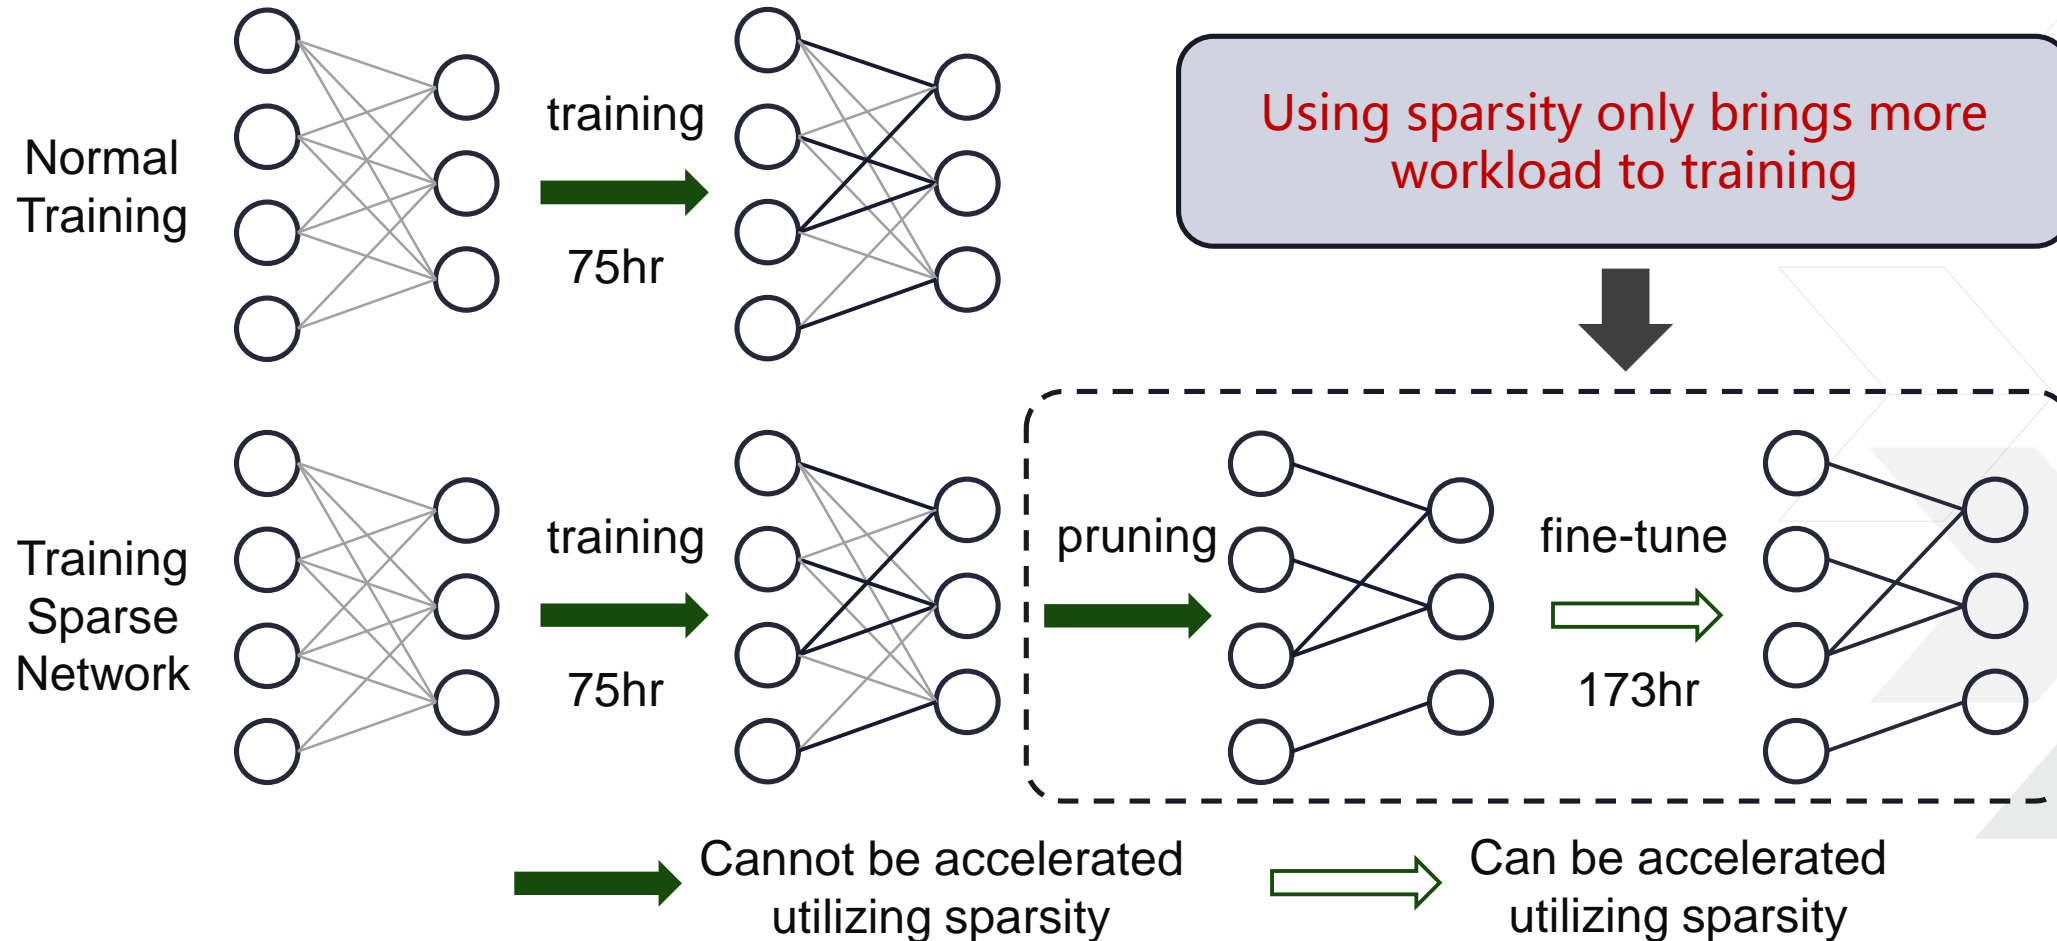 Normal
Training
training
75hr
Using sparsity only brings more
workload to training
Training
Sparse
Network
training
75hr
pruning
fine-tune
173hr
Cannot be accelerated
utilizing sparsity
Can be accelerated
utilizing sparsity